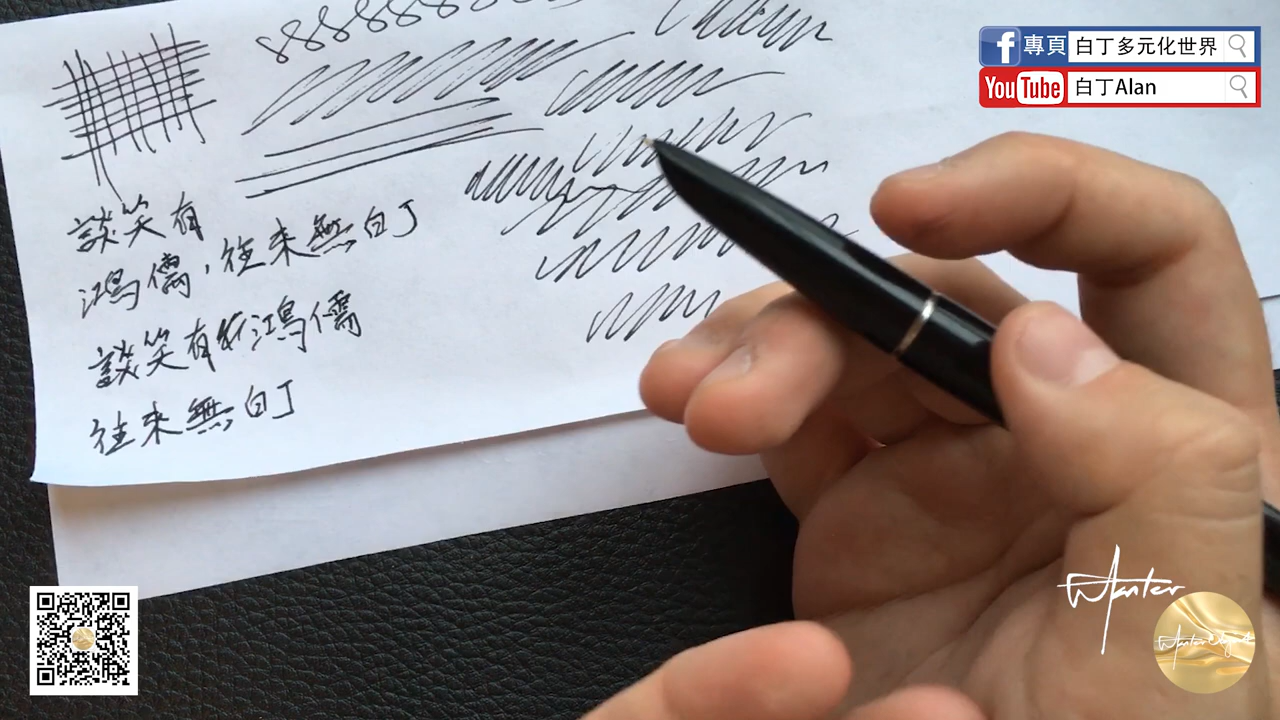 888888
談笑有
鴻儒，往來無白丁
談笑有鴻儒
往來無白丁
f 專頁 白丁多元化世界
YouTube 白丁Alan